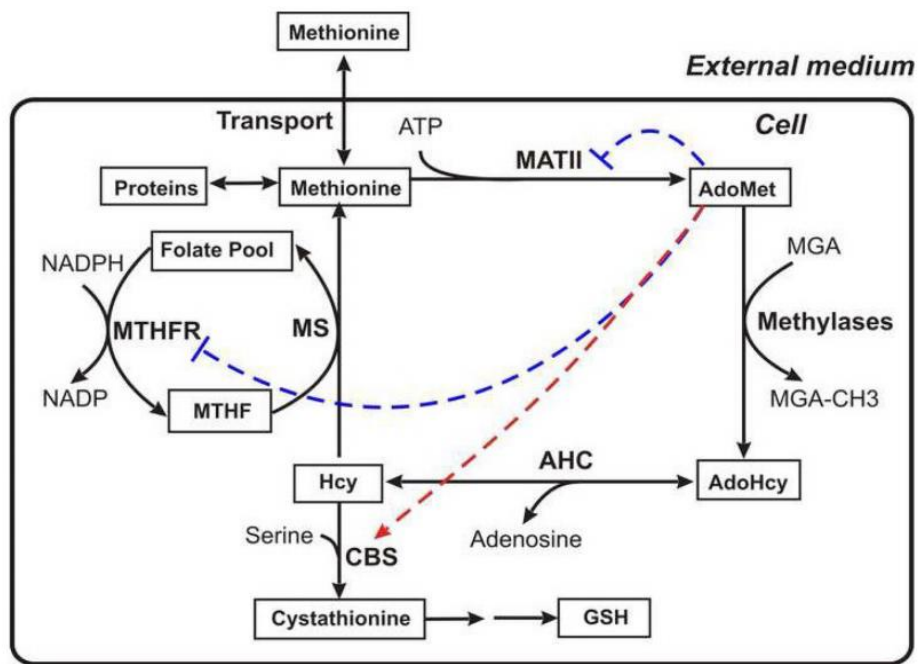 Methionine
External medium
Transport
ATP
Cell
MATII
Proteins
Methionine
AdoMet
NADPH
Folate Pool
MGA
MTHFR
MS
Methylases
NADP
MTHF
MGA-CH3
AHC
Hcy
AdoHcy
Serine
CBS
Adenosine
Cystathionine
GSH